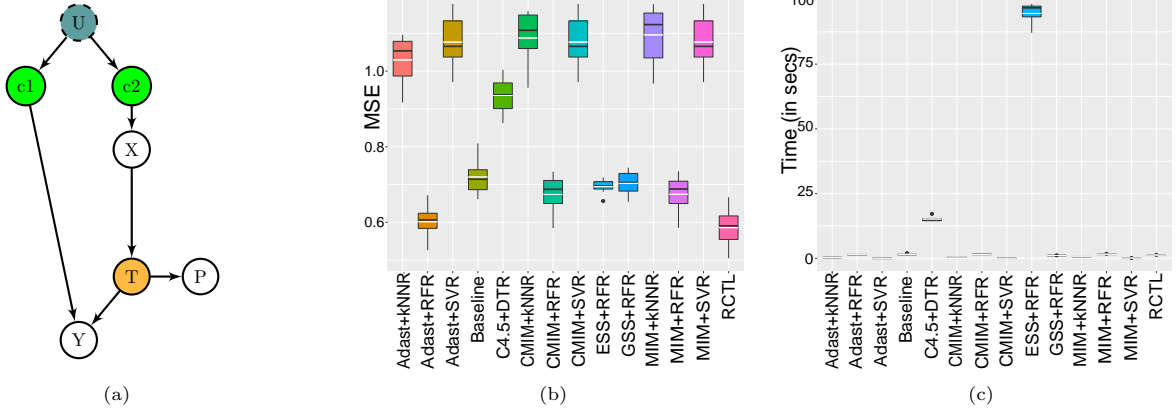 U
c1
c2
X
T
P
Y
(a)
MSE
1.0
0.8
0.6
Adast+kNNR
Adast+RFR
Adast+SVR
Baseline
C4.5+DTR
CMIM+kNNR
CMIM+RFR
CMIM+SVR
ESS+RFR
GSS+RFR
MIM+kNNR
MIM+RFR
MIM+SVR
RCTL
(b)
Time (in secs)
100
75
50
25
0
Adast+kNNR
Adast+RFR
Adast+SVR
Baseline
C4.5+DTR
CMIM+kNNR
CMIM+RFR
CMIM+SVR
ESS+RFR
GSS+RFR
MIM+kNNR
MIM+RFR
MIM+SVR
RCTL
(c)